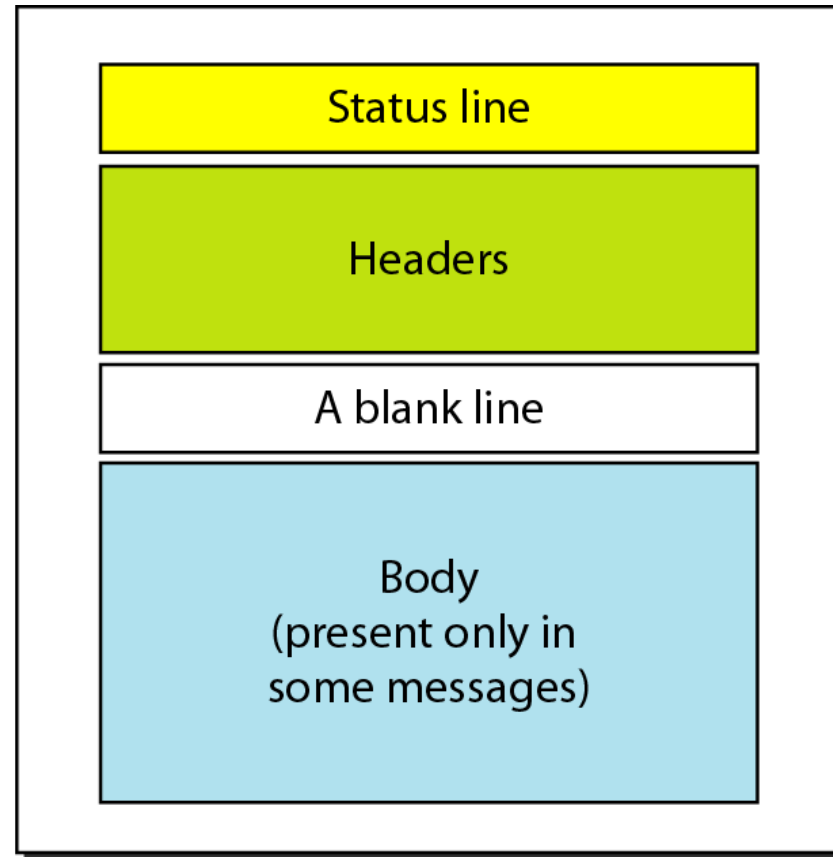 Status line
Headers
A blank line
Body
(present only in
some messages)